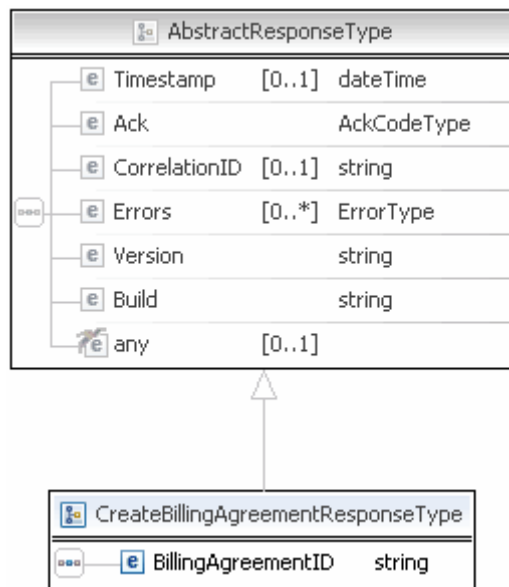 AbstractResponseType
e Timestamp [0..1] dateTime
e Ack AckCodeType
e CorrelationID [0..1] string
e Errors [0..*] ErrorType
e Version string
e Build string
e any [0..1]
CreateBillingAgreementResponseType
e BillingAgreementID string